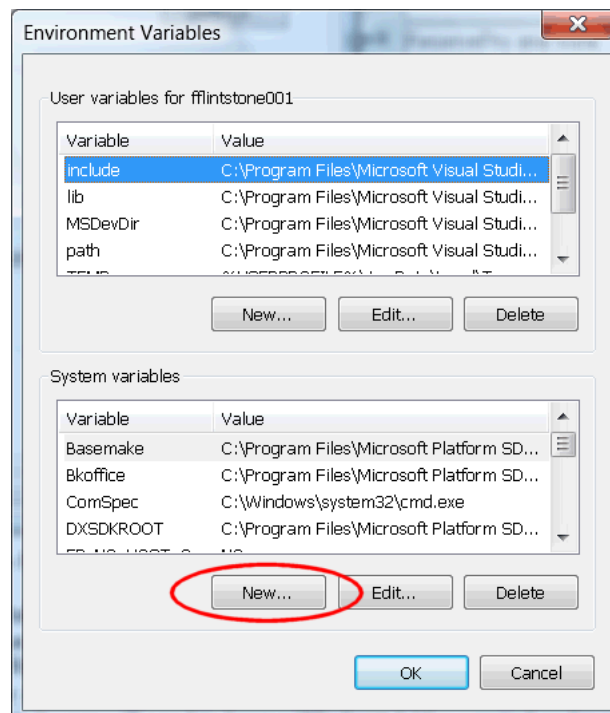 Environment Variables
User variables for fflintstone001
Variable Value
include C:\Program Files\Microsoft Visual Studi...
lib C:\Program Files\Microsoft Visual Studi...
MSDevDir C:\Program Files\Microsoft Visual Studi...
path C:\Program Files\Microsoft Visual Studi...
New... Edit... Delete
System variables
Variable Value
Basemake C:\Program Files\Microsoft Platform SD...
Bkoffice C:\Program Files\Microsoft Platform SD...
ComSpec C:\Windows\system32\cmd.exe
DXSDKROOT C:\Program Files\Microsoft Platform SD...
New... Edit... Delete
OK Cancel